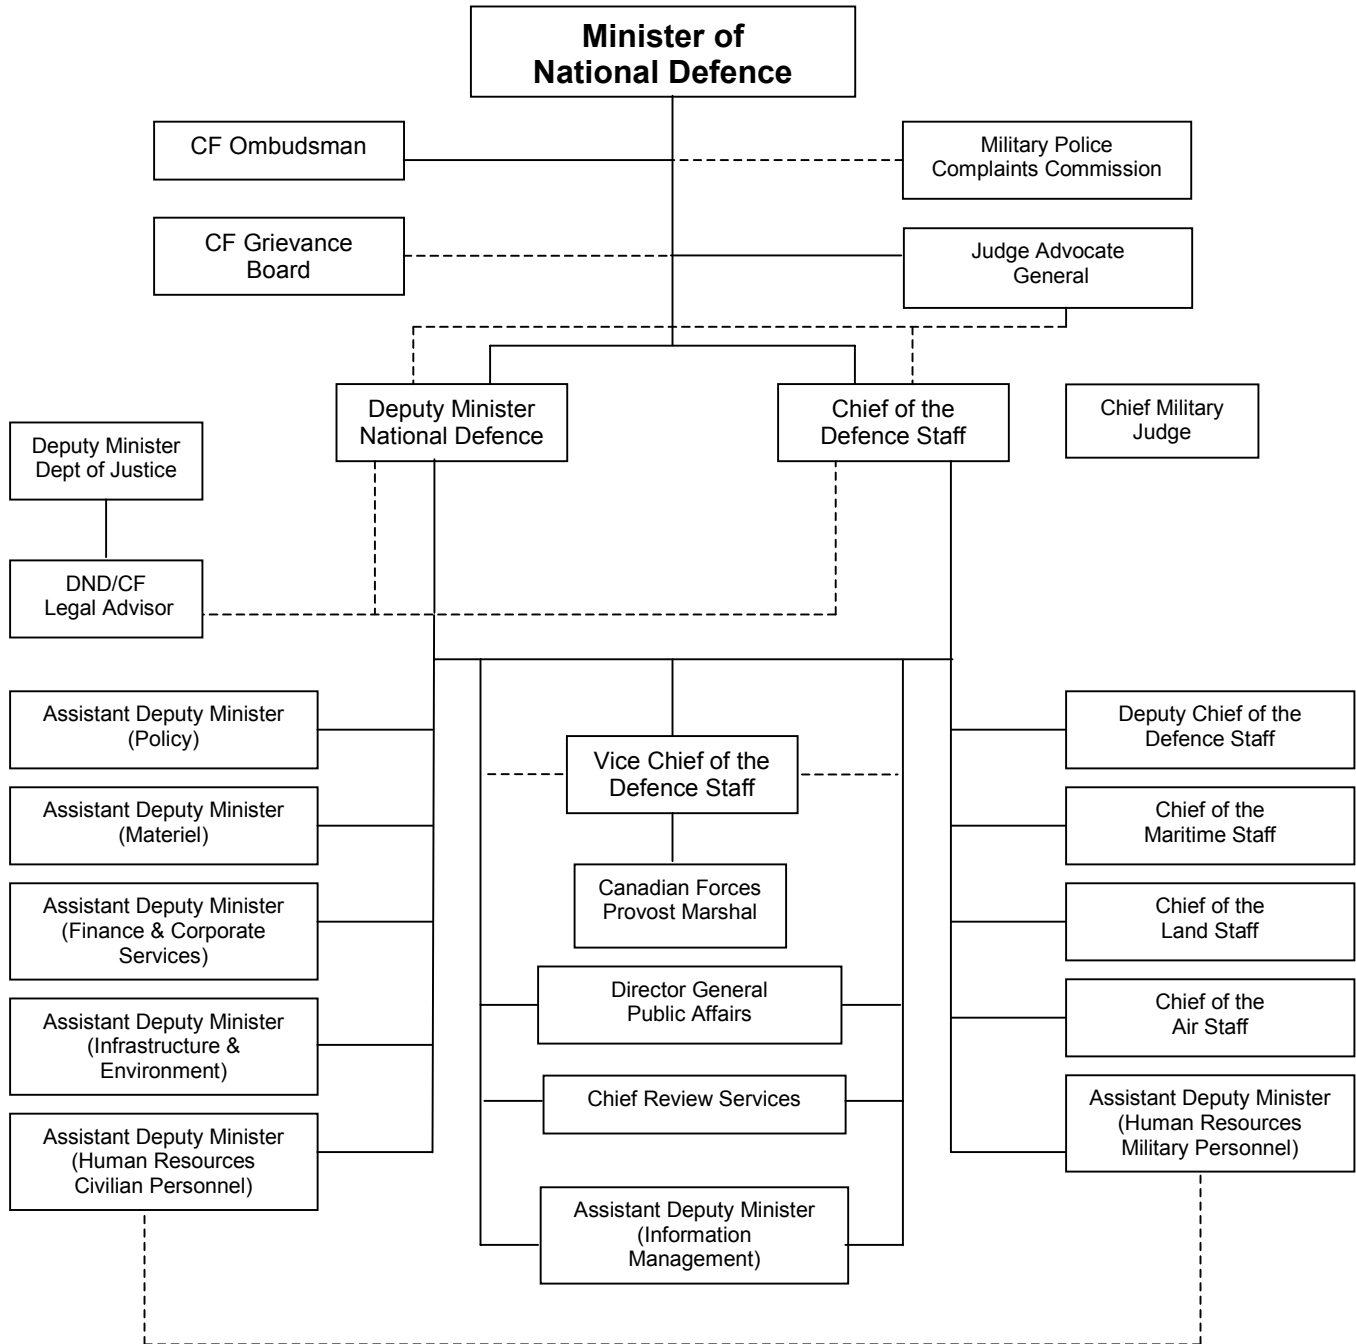 Minister of
National Defence
CF Ombudsman
Military Police
Complaints Commission
CF Grievance
Board
Judge Advocate
General
Deputy Minister
National Defence
Chief of the
Defence Staff
Chief Military
Judge
Deputy Minister
Dept of Justice
DND/CF
Legal Advisor
Assistant Deputy Minister
(Policy)
Assistant Deputy Minister
(Materiel)
Assistant Deputy Minister
(Finance & Corporate
Services)
Assistant Deputy Minister
(Infrastructure &
Environment)
Assistant Deputy Minister
(Human Resources
Civilian Personnel)
Vice Chief of the
Defence Staff
Canadian Forces
Provost Marshal
Director General
Public Affairs
Chief Review Services
Assistant Deputy Minister
(Information
Management)
Deputy Chief of the
Defence Staff
Chief of the
Maritime Staff
Chief of the
Land Staff
Chief of the
Air Staff
Assistant Deputy Minister
(Human Resources
Military Personnel)